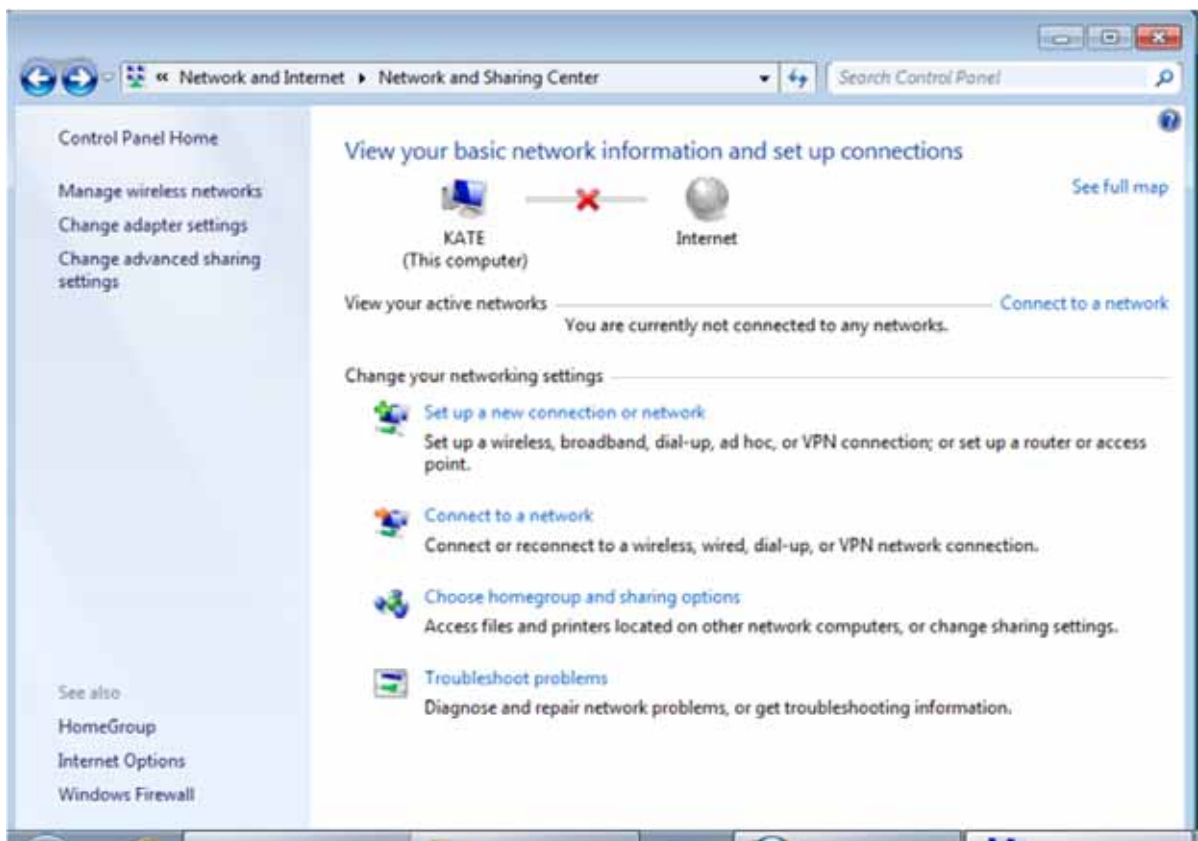 « Network and Internet ▸ Network and Sharing Center
Search Control Panel
Control Panel Home
Manage wireless networks
Change adapter settings
Change advanced sharing
settings
See also
HomeGroup
Internet Options
Windows Firewall
View your basic network information and set up connections
See full map
KATE
(This computer)
Internet
View your active networks
Connect to a network
You are currently not connected to any networks.
Change your networking settings
Set up a new connection or network
Set up a wireless, broadband, dial-up, ad hoc, or VPN connection; or set up a router or access
point.
Connect to a network
Connect or reconnect to a wireless, wired, dial-up, or VPN network connection.
Choose homegroup and sharing options
Access files and printers located on other network computers, or change sharing settings.
Troubleshoot problems
Diagnose and repair network problems, or get troubleshooting information.